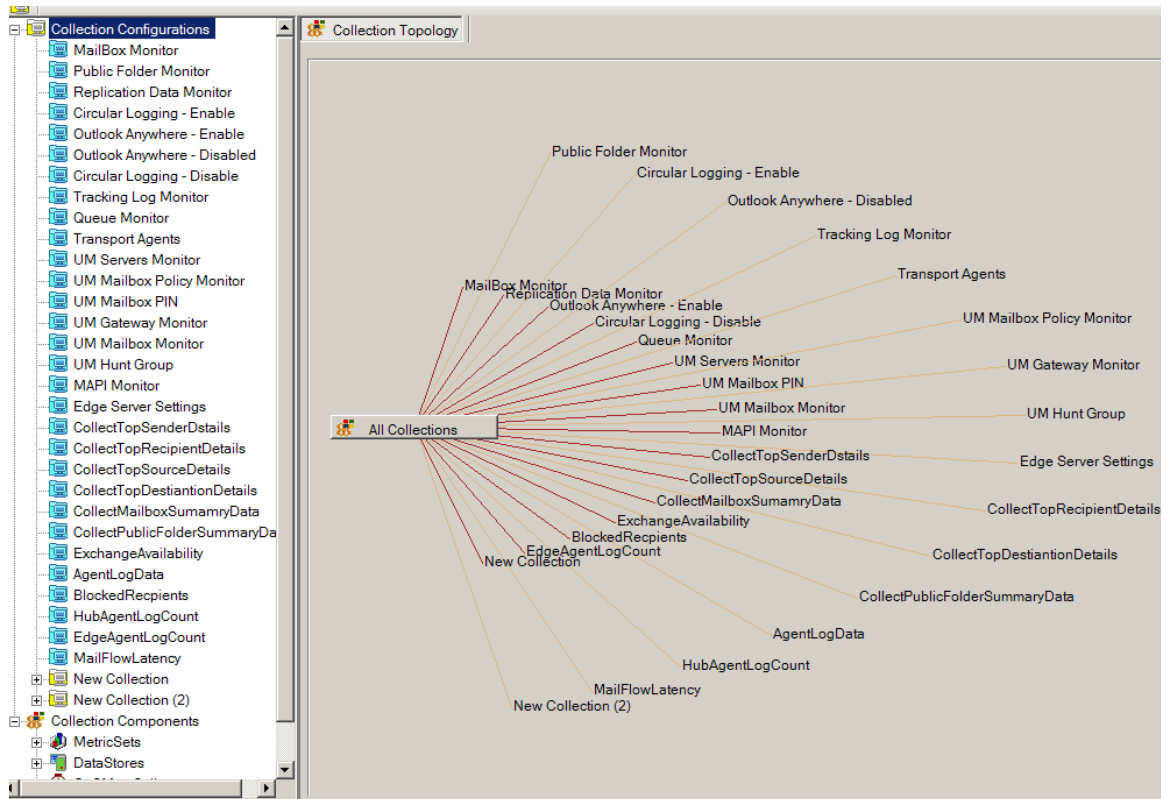 Collection Configurations
MailBox Monitor
Public Folder Monitor
Replication Data Monitor
Circular Logging - Enable
Outlook Anywhere - Enable
Outlook Anywhere - Disabled
Circular Logging - Disable
Tracking Log Monitor
Queue Monitor
Transport Agents
UM Servers Monitor
UM Mailbox Policy Monitor
UM Mailbox PIN
UM Gateway Monitor
UM Mailbox Monitor
UM Hunt Group
MAPI Monitor
Edge Server Settings
CollectTopSenderDstails
CollectTopRecipientDetails
CollectTopSourceDetails
CollectTopDestiantionDetails
CollectMailboxSumamryData
CollectPublicFolderSummaryDa
ExchangeAvailability
AgentLogData
BlockedRecpients
HubAgentLogCount
EdgeAgentLogCount
MailFlowLatency
New Collection
New Collection (2)
Collection Components
MetricSets
DataStores
Collection Topology
Public Folder Monitor
Circular Logging - Enable
Outlook Anywhere - Disabled
Tracking Log Monitor
Transport Agents
MailBox Monitor
Replication Data Monitor
Outlook Anywhere - Enable
Circular Logging - Disable
UM Mailbox Policy Monitor
Queue Monitor
UM Servers Monitor
UM Gateway Monitor
UM Mailbox PIN
UM Mailbox Monitor
UM Hunt Group
All Collections
MAPI Monitor
CollectTopSenderDstails
Edge Server Settings
CollectTopSourceDetails
CollectMailboxSumamryData
CollectTopRecipientDetails
ExchangeAvailability
BlockedRecpients
EdgeAgentLogCount
CollectTopDestiantionDetails
New Collection
CollectPublicFolderSummaryData
AgentLogData
HubAgentLogCount
MailFlowLatency
New Collection (2)